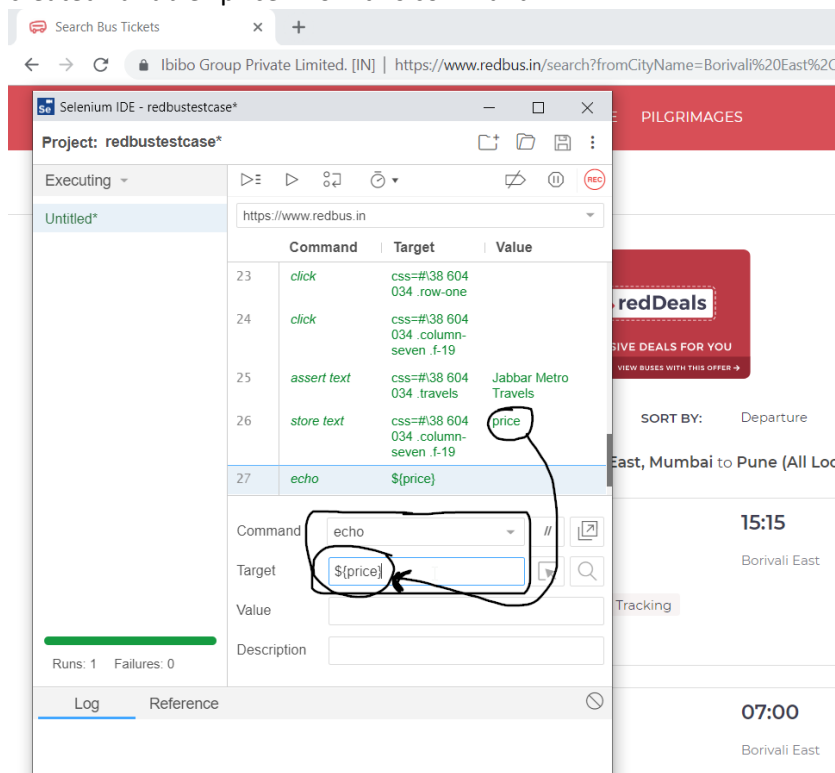 Search Bus Tickets
Ibibo Group Private Limited. [IN] | https://www.redbus.in/search?fromCityName=Borivali%20East%2C
Selenium IDE - redbustestcase*
PILGRIMAGES
Project: redbustestcase*
Executing
REC
Untitled*
https://www.redbus.in
Command Target Value
23 click css=#\38 604
034 .row-one
24 click css=#\38 604
034 .column-
seven .f-19
25 assert text css=#\38 604 Jabbar Metro
034 .travels Travels
26 store text css=#\38 604 price
034 .column-
seven .f-19
27 echo ${price}
Command echo //
Target ${price}
Value
Description
Runs: 1 Failures: 0
Log Reference
redDeals
SIVE DEALS FOR YOU
VIEW BUSES WITH THIS OFFER
SORT BY: Departure
East, Mumbai to Pune (All Loc
15:15
Borivali East
Tracking
07:00
Borivali East